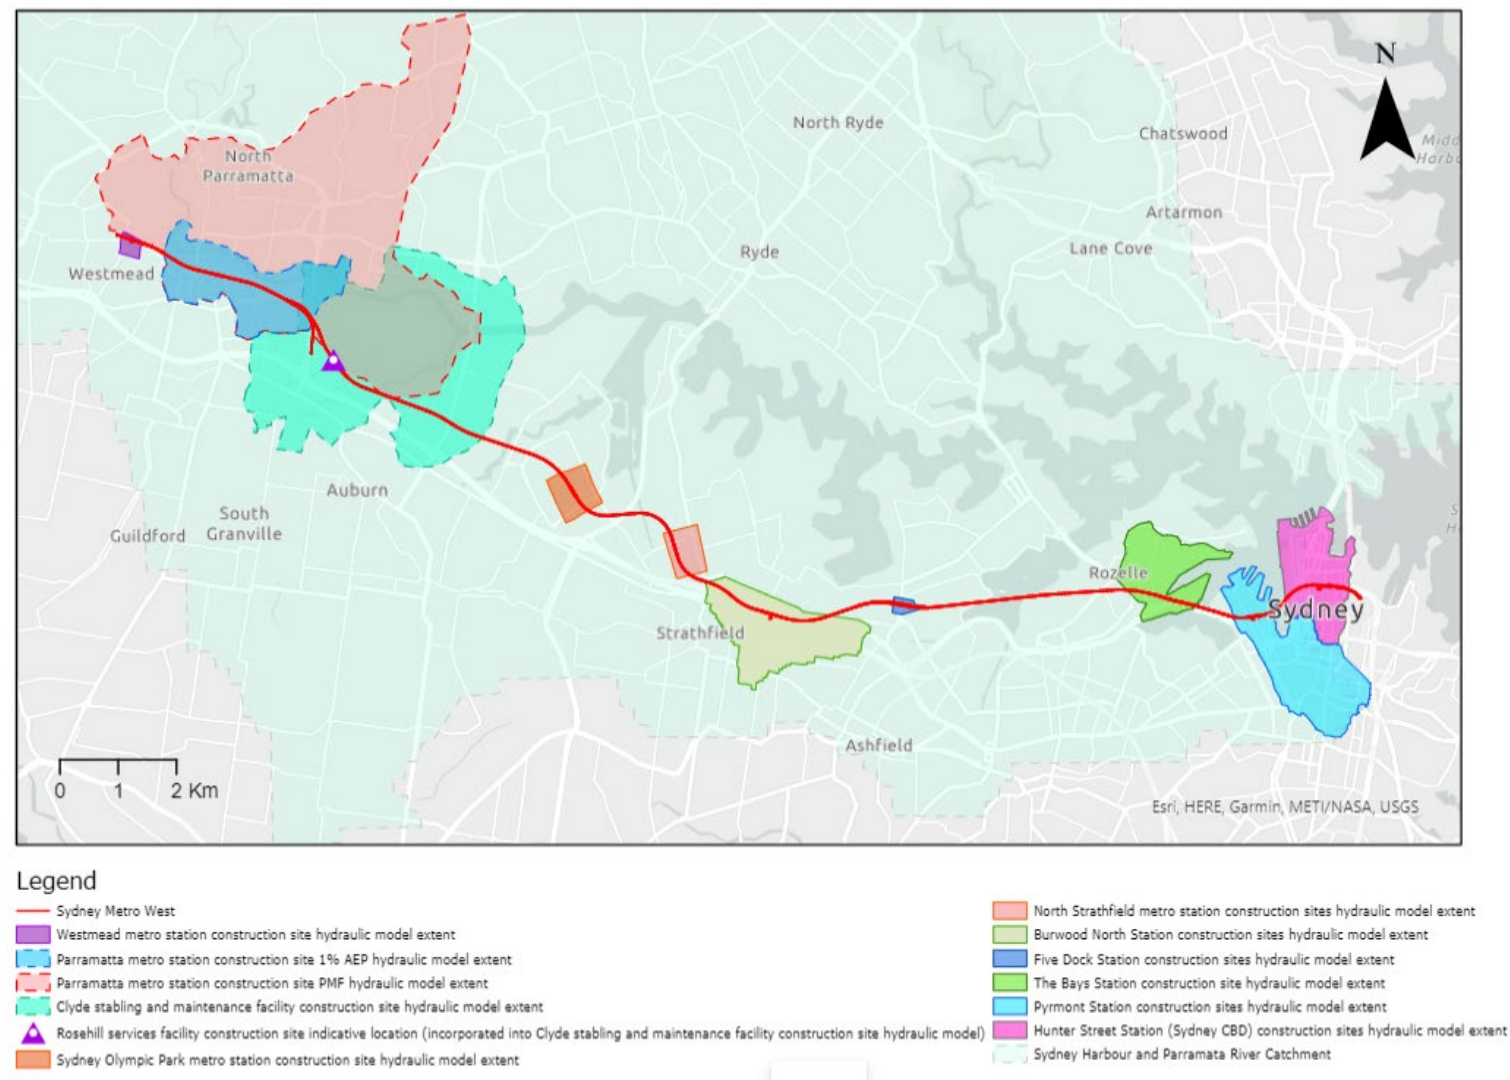 N
North Ryde
Chatswood
North
Parramatta
Artarmon
Ryde
Lane Cove
Westmead
Auburn
South
Granville
Guildford
Rozelle
Sydney
Strathfield
Ashfield
0 1 2 Km
Esri, HERE, Garmin, METI/NASA, USGS
Legend
Sydney Metro West
Westmead metro station construction site hydraulic model extent
Parramatta metro station construction site 1% AEP hydraulic model extent
Parramatta metro station construction site PMF hydraulic model extent
Clyde stabling and maintenance facility construction site hydraulic model extent
Rosehill services facility construction site indicative location (incorporated into Clyde stabling and maintenance facility construction site hydraulic model)
Sydney Olympic Park metro station construction site hydraulic model extent
North Strathfield metro station construction sites hydraulic model extent
Burwood North Station construction sites hydraulic model extent
Five Dock Station construction sites hydraulic model extent
The Bays Station construction site hydraulic model extent
Pyrmont Station construction sites hydraulic model extent
Hunter Street Station (Sydney CBD) construction sites hydraulic model extent
Sydney Harbour and Parramata River Catchment